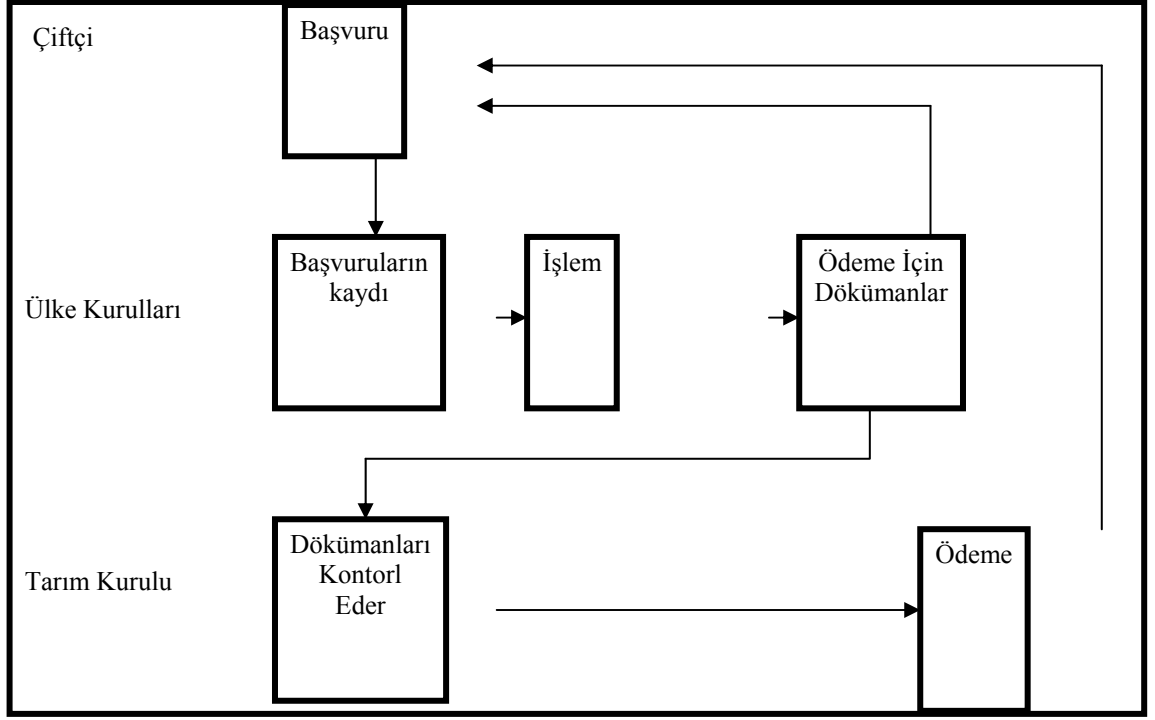 Çiftçi
Başvuru
Ülke Kurulları
Başvuruların
kaydı
İşlem
Ödeme İçin
Dökümanlar
Tarım Kurulu
Dökümanları
Kontorl
Eder
Ödeme